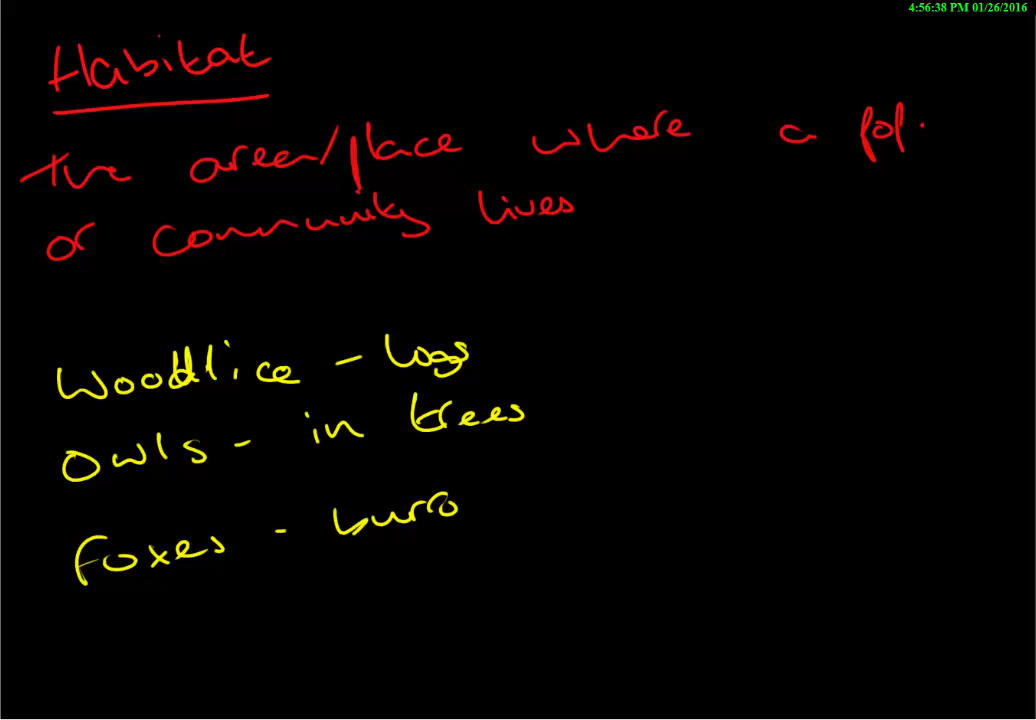 4:56:38 PM 01/26/2016
Habitat
the area/place where a pop.
or community lives
Woodlice - logs
Owls - in trees
Foxes - burro